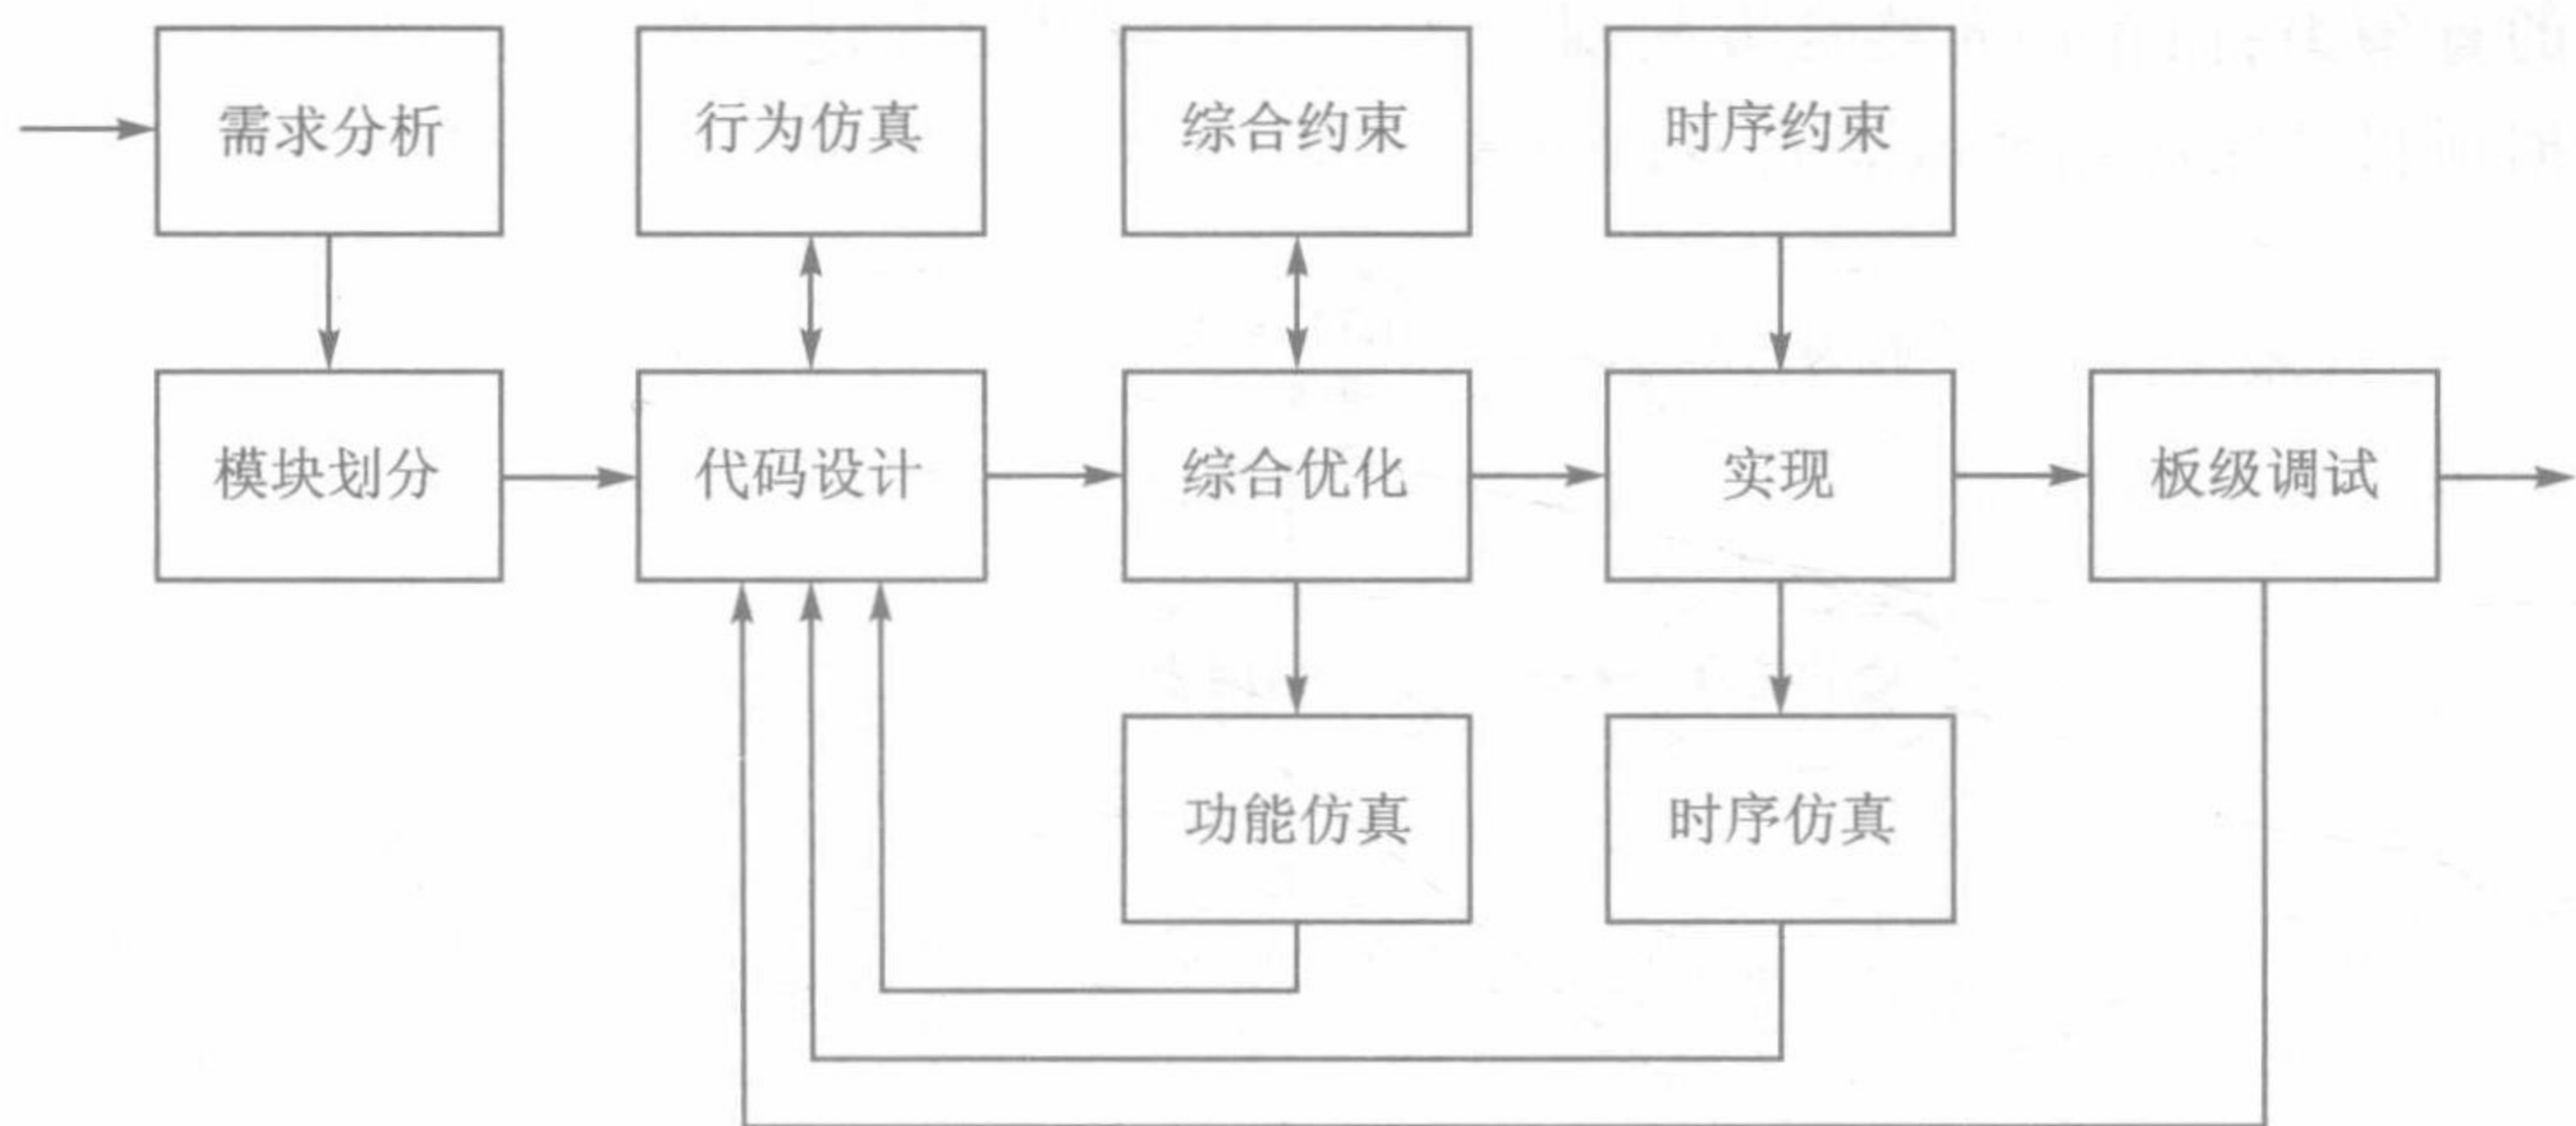 需求分析
行为仿真
综合约束
时序约束
模块划分
代码设计
综合优化
实现
板级调试
功能仿真
时序仿真